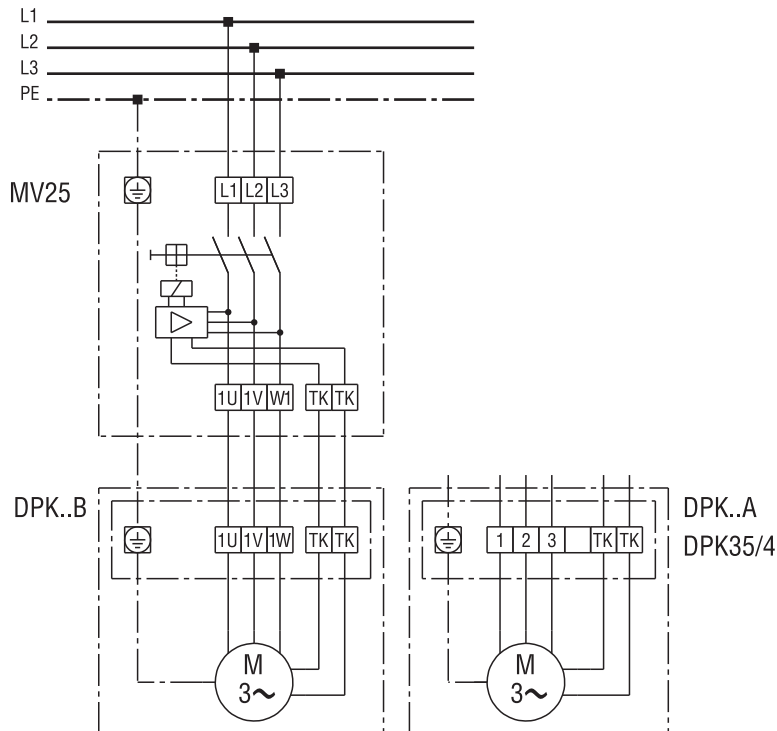 L1
L2
L3
PE
MV25
L1 L2 L3
1U 1V W1 TK TK
DPK..B
1U 1V 1W TK TK
M
3~
DPK..A
DPK35/4
1 2 3 TK TK
M
3~